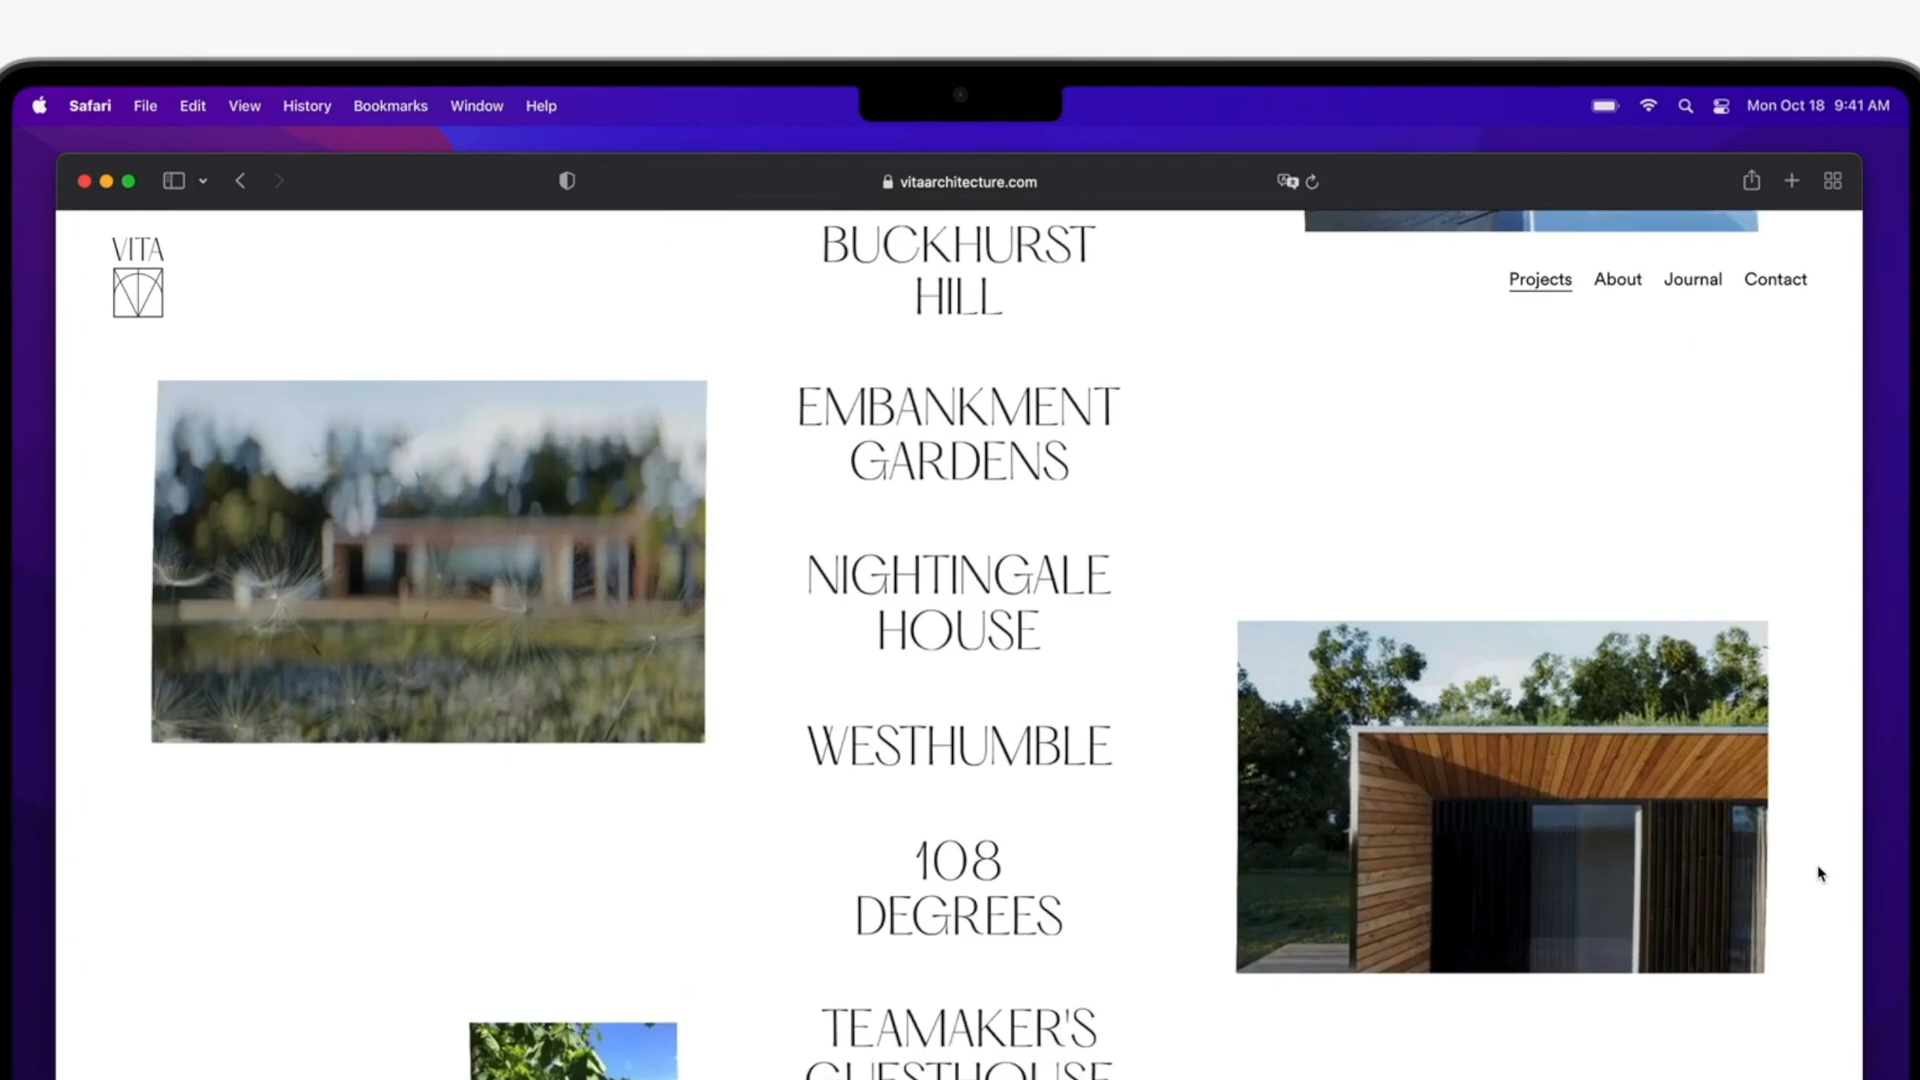 Safari File Edit View History Bookmarks Window Help
Mon Oct 18 9:41 AM
vitaarchitecture.com
VITA
Projects About Journal Contact
BUCKHURST
HILL
EMBANKMENT
GARDENS
NIGHTINGALE
HOUSE
WESTHUMBLE
108
DEGREES
TEAMAKER'S
GUESTHOUSE